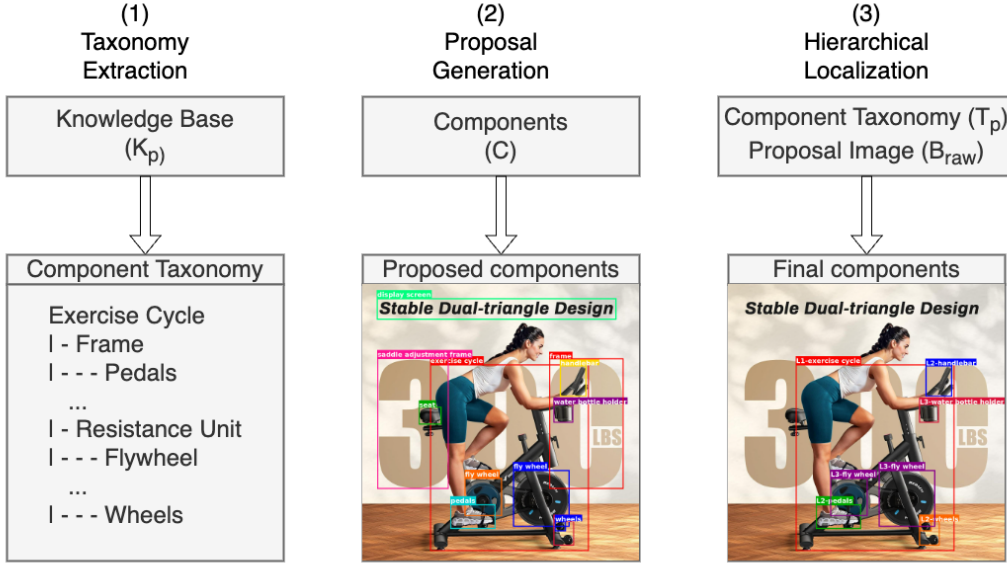 (1)
Taxonomy
Extraction
Knowledge Base
(Kp)
Component Taxonomy
Exercise Cycle
I - Frame
I - - - Pedals
...
I - Resistance Unit
I - - - Flywheel
...
I - - - Wheels
(2)
Proposal
Generation
Components
(C)
Proposed components
display screen
Stable Dual-triangle Design
saddle adjustment frame
exercise cycle
frame
handlebar
seat
water bottle holder
300
LBS
fly wheel
fly wheel
pedals
wheels
(3)
Hierarchical
Localization
Component Taxonomy (Tp)
Proposal Image (Braw)
Final components
Stable Dual-triangle Design
L1-exercise cycle
L2-handlebar
L3-water bottle holder
300
LBS
L3-fly wheel
L3-fly wheel
L2-pedals
L2-wheels